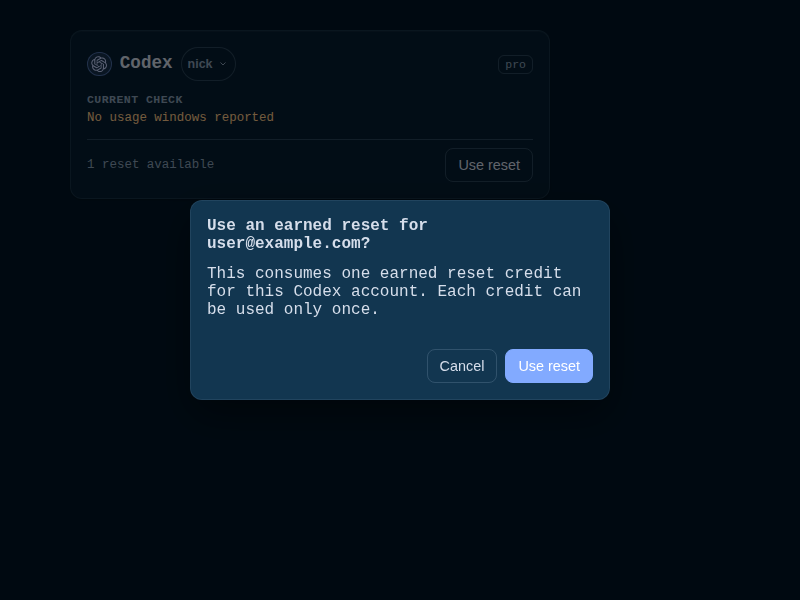 Codex nick pro
CURRENT CHECK
No usage windows reported
1 reset available Use reset
Use an earned reset for
user@example.com?
This consumes one earned reset credit
for this Codex account. Each credit can
be used only once.
Cancel Use reset